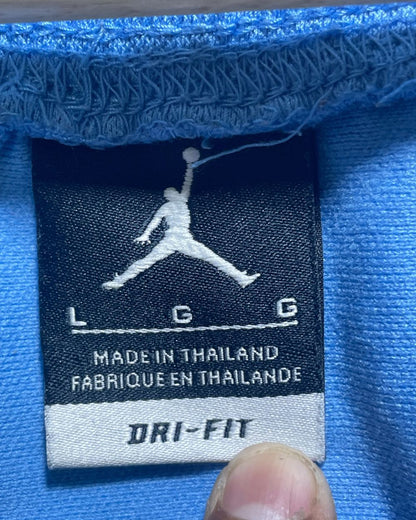 L G G
MADE IN THAILAND
FABRIQUE EN THAILANDE
DRI-FIT